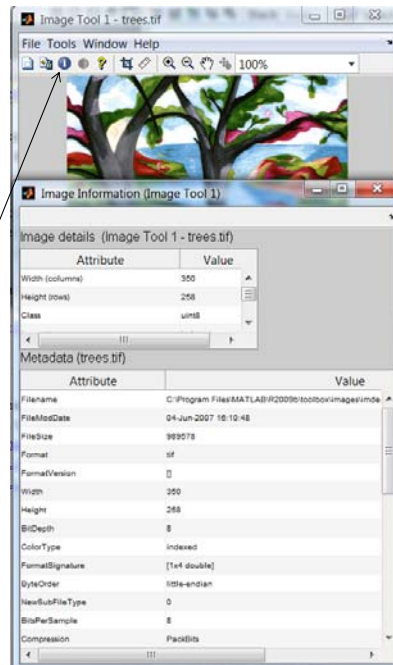 Image Tool 1 - trees.tif
File Tools Window Help
100%
Image Information (Image Tool 1)
Image details (Image Tool 1 - trees.tif)
Attribute Value
Width (columns) 350
Height (rows) 258
Class uint8
Metadata (trees.tif)
Attribute Value
Filename C:\Program Files\MATLAB\R2009b\toolbox\images\imde
FileModDate 04-Jun-2007 16:10:48
FileSize 989578
Format tif
FormatVersion []
Width 350
Height 258
BitDepth 8
ColorType indexed
FormatSignature [1x4 double]
ByteOrder little-endian
NewSubFileType 0
BitsPerSample 8
Compression PackBits